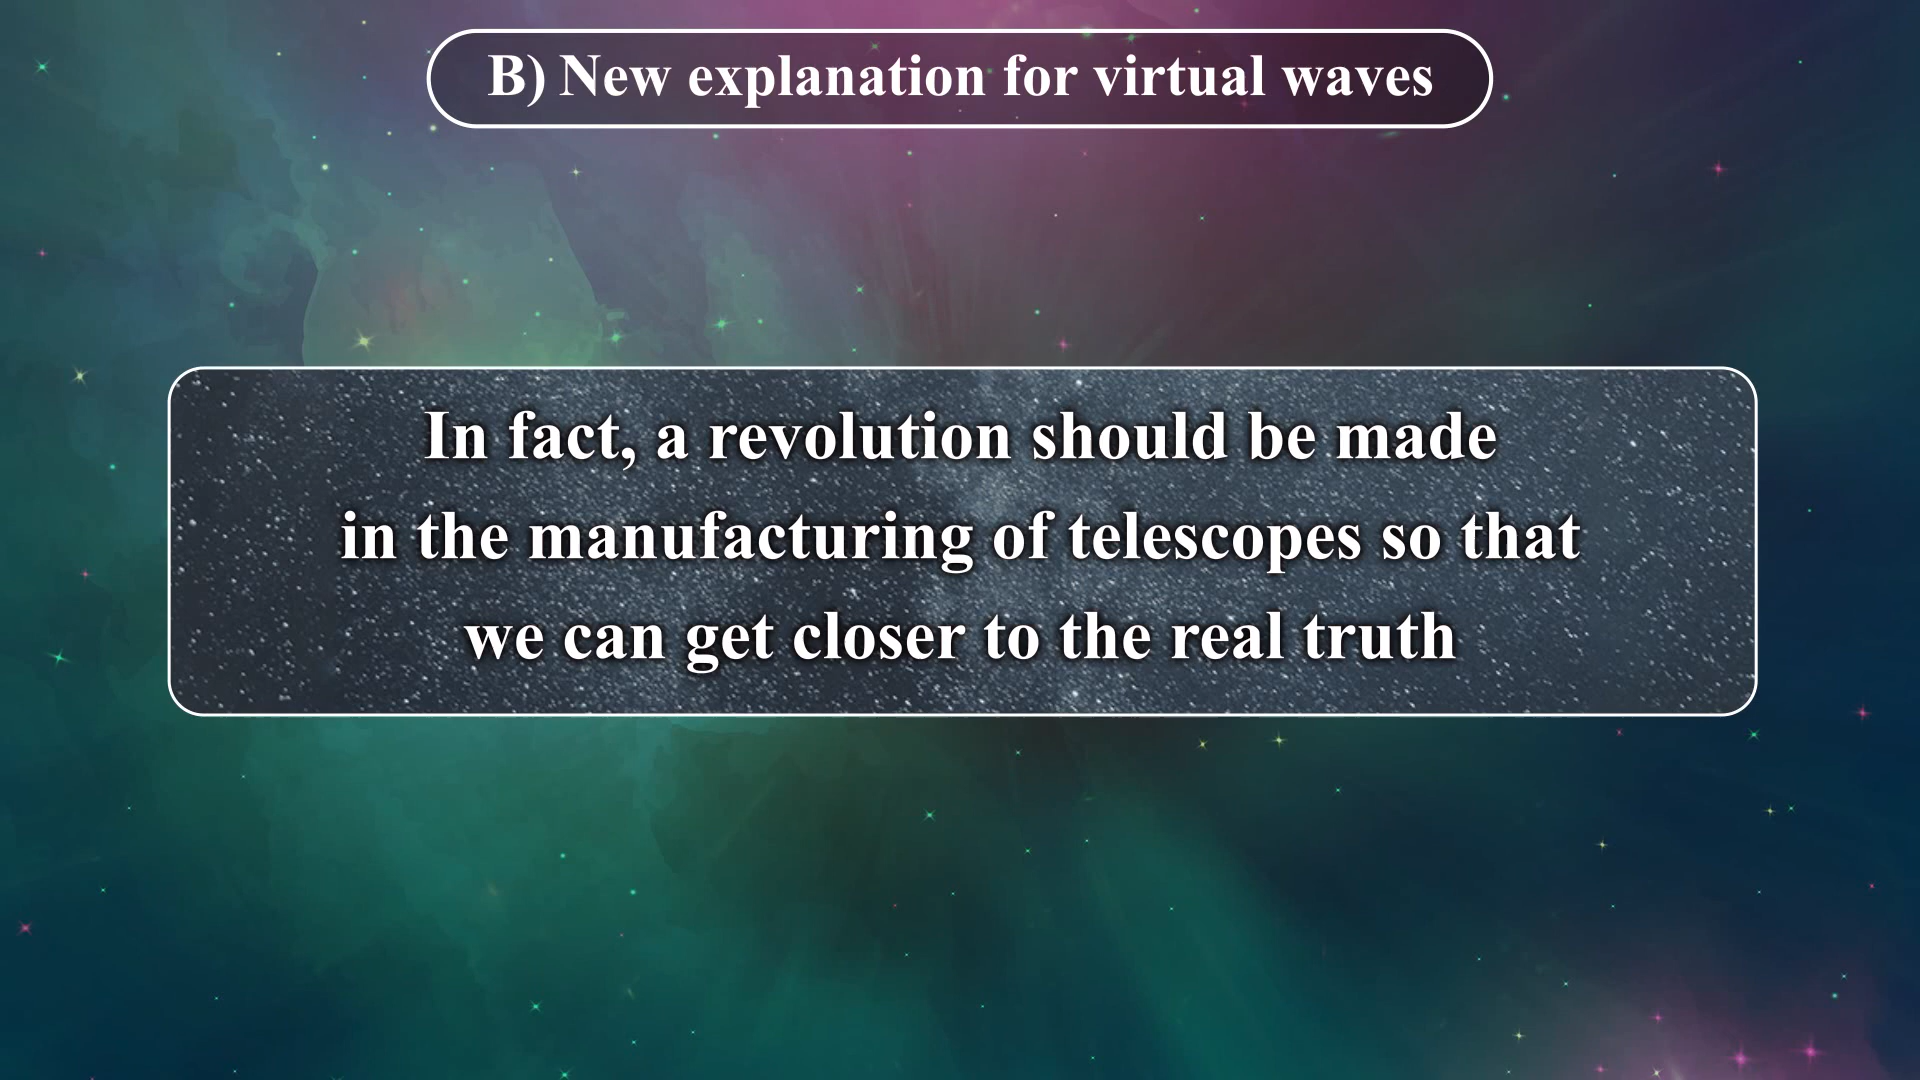 B) New explanation for virtual waves
In fact, a revolution should be made
in the manufacturing of telescopes so that
we can get closer to the real truth